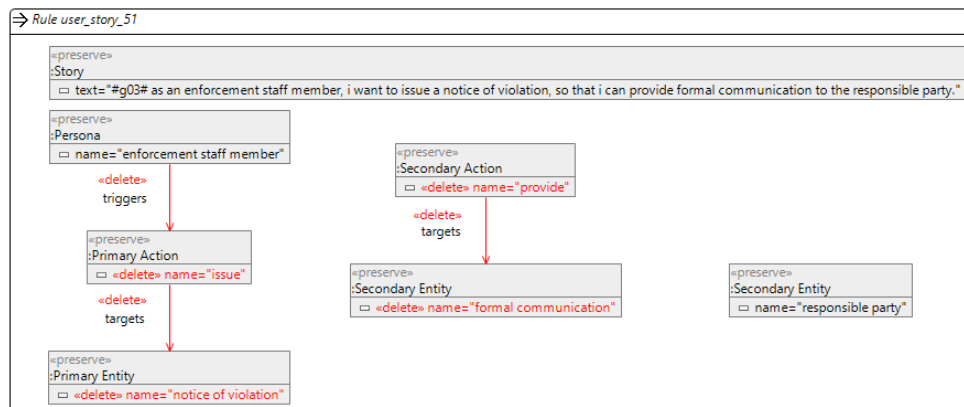 Rule user_story_51
«preserve»
:Story
text="#g03# as an enforcement staff member, i want to issue a notice of violation, so that i can provide formal communication to the responsible party."
«preserve»
:Persona
name="enforcement staff member"
«delete»
triggers
«preserve»
:Primary Action
«delete» name="issue"
«delete»
targets
«preserve»
:Primary Entity
«delete» name="notice of violation"
«preserve»
:Secondary Action
«delete» name="provide"
«delete»
targets
«preserve»
:Secondary Entity
«delete» name="formal communication"
«preserve»
:Secondary Entity
name="responsible party"